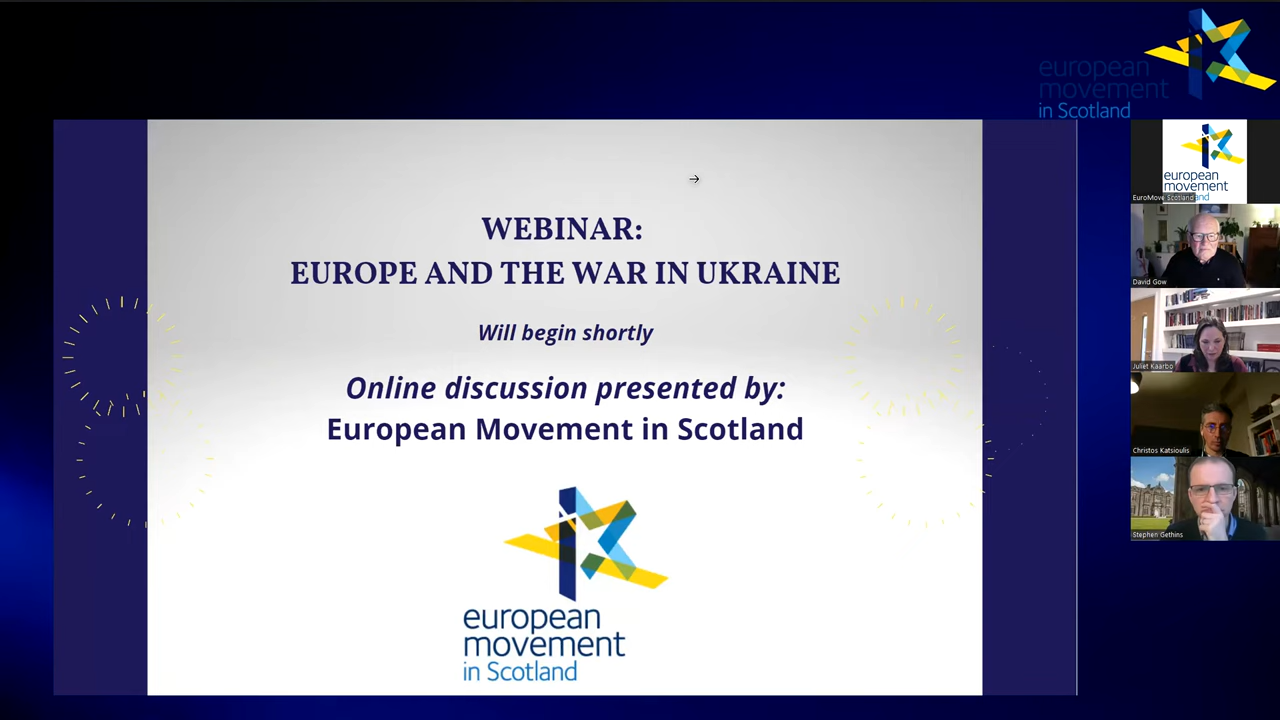 european
movement
in Scotland
WEBINAR:
EUROPE AND THE WAR IN UKRAINE
Will begin shortly
Online discussion presented by:
European Movement in Scotland
european
movement
in Scotland
european
movement
EuroMove Scotland
David Gow
Juliet Kaarbo
Christos Katsioulis
Stephen Gethins